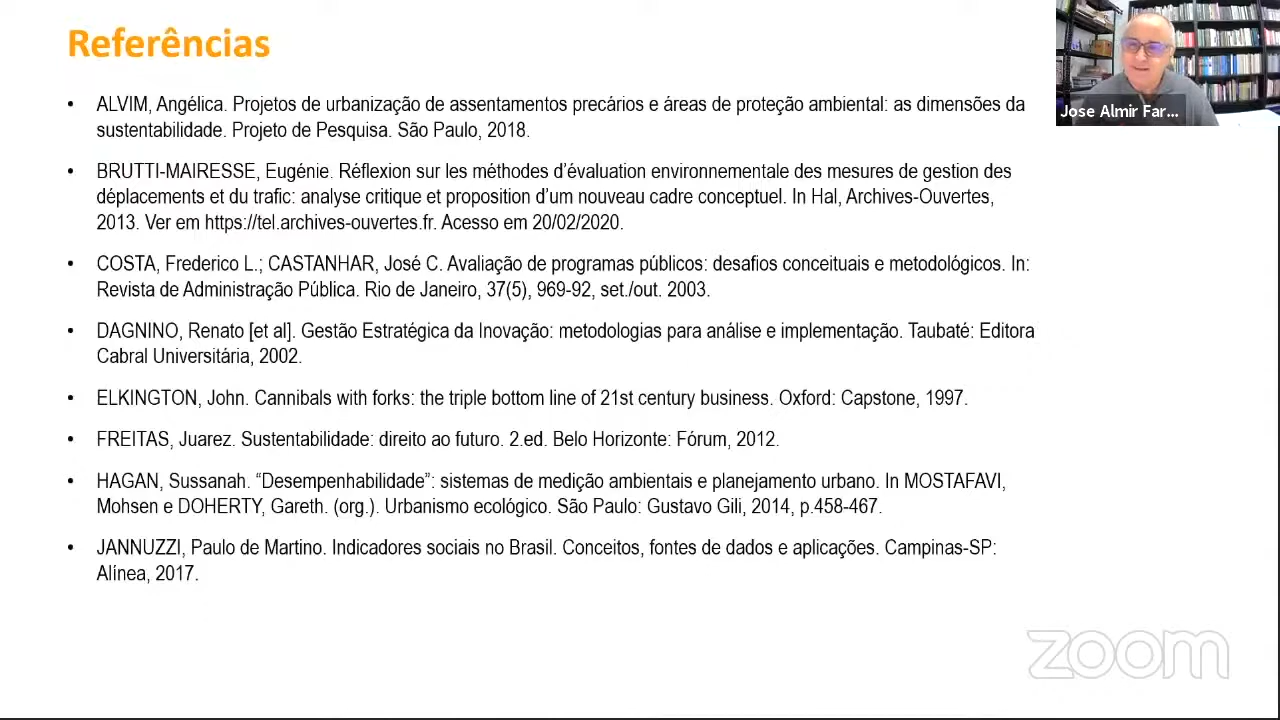 Referências
• ALVIM, Angélica. Projetos de urbanização de assentamentos precários e áreas de proteção ambiental: as dimensões da
sustentabilidade. Projeto de Pesquisa. São Paulo, 2018.
• BRUTTI-MAIRESSE, Eugénie. Réflexion sur les méthodes d’évaluation environnementale des mesures de gestion des
déplacements et du trafic: analyse critique et proposition d’um nouveau cadre conceptuel. In Hal, Archives-Ouvertes,
2013. Ver em https://tel.archives-ouvertes.fr. Acesso em 20/02/2020.
• COSTA, Frederico L.; CASTANHAR, José C. Avaliação de programas públicos: desafios conceituais e metodológicos. In:
Revista de Administração Pública. Rio de Janeiro, 37(5), 969-92, set./out. 2003.
• DAGNINO, Renato [et al]. Gestão Estratégica da Inovação: metodologias para análise e implementação. Taubaté: Editora
Cabral Universitária, 2002.
• ELKINGTON, John. Cannibals with forks: the triple bottom line of 21st century business. Oxford: Capstone, 1997.
• FREITAS, Juarez. Sustentabilidade: direito ao futuro. 2.ed. Belo Horizonte: Fórum, 2012.
• HAGAN, Sussanah. “Desempenhabilidade”: sistemas de medição ambientais e planejamento urbano. In MOSTAFAVI,
Mohsen e DOHERTY, Gareth. (org.). Urbanismo ecológico. São Paulo: Gustavo Gili, 2014, p.458-467.
• JANNUZZI, Paulo de Martino. Indicadores sociais no Brasil. Conceitos, fontes de dados e aplicações. Campinas-SP:
Alínea, 2017.
Jose Almir Far...
zoom